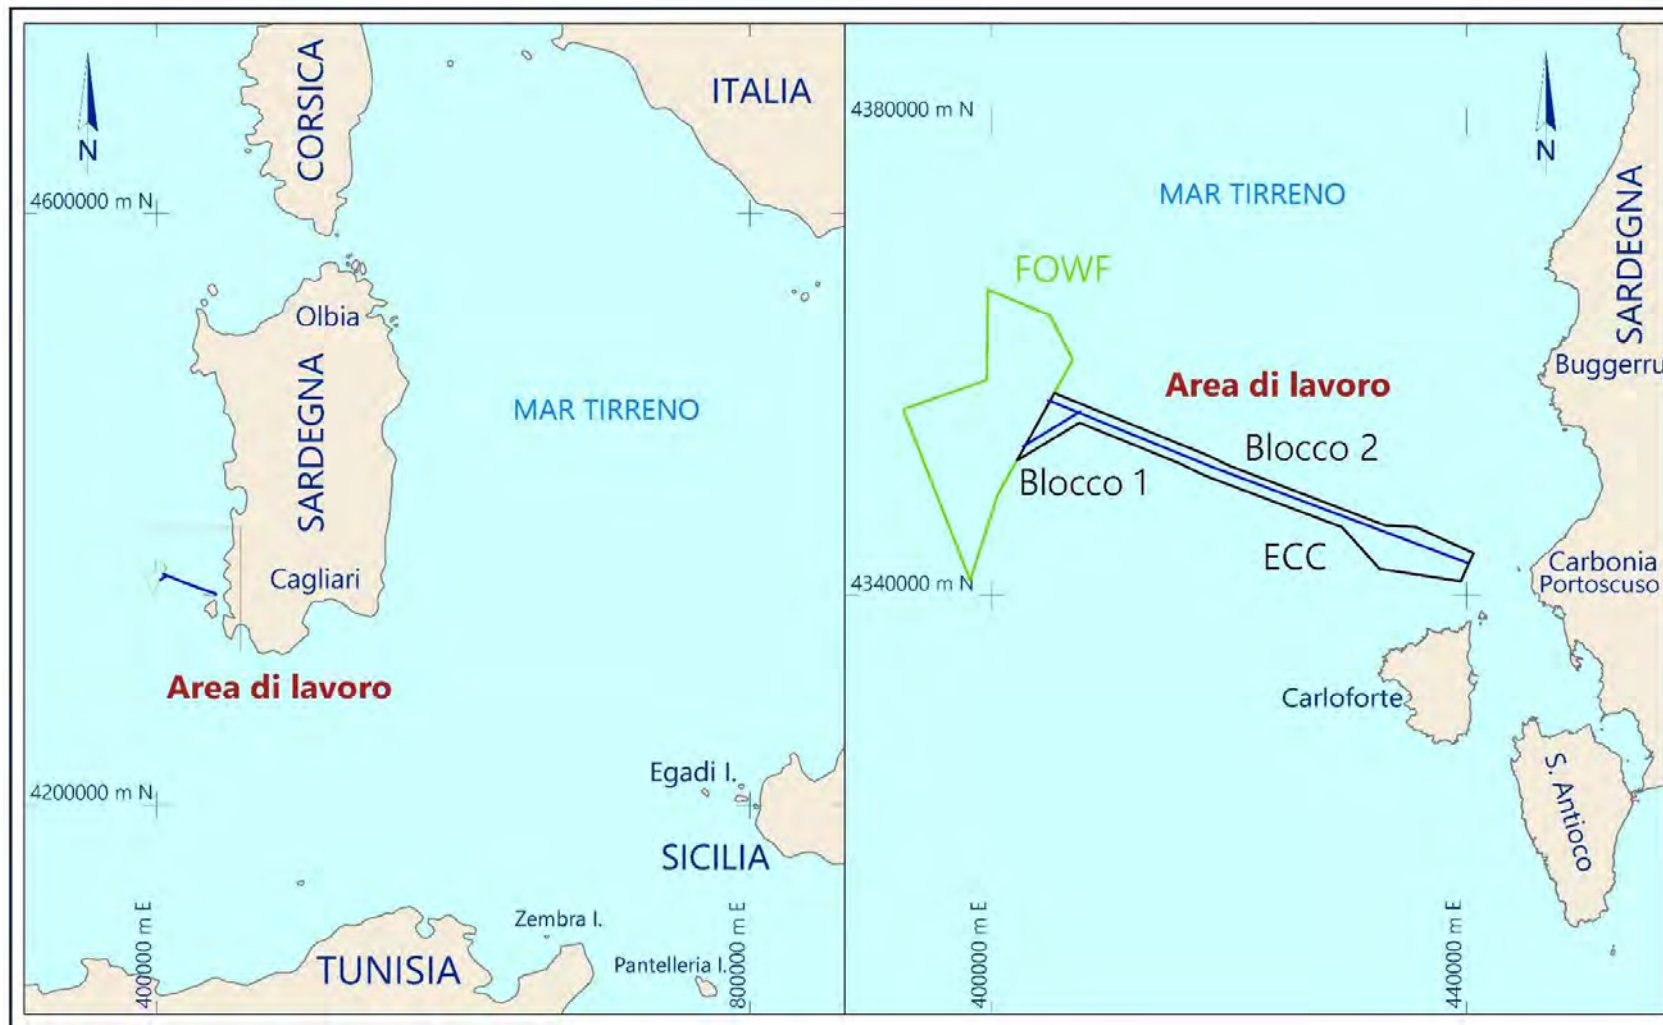 CORSICA
ITALIA
N
4600000 m N
Olbia
SARDEGNA
MAR TIRRENO
Cagliari
Area di lavoro
Egadi I.
4200000 m N
SICILIA
400000 m E
800000 m E
Zembra I.
Pantelleria I.
TUNISIA
4380000 m N
N
MAR TIRRENO
SARDEGNA
FOWF
Buggerru
Area di lavoro
Blocco 2
Blocco 1
ECC
Carbonia
Portoscuso
4340000 m N
Carloforte
S. Antioco
400000 m E
440000 m E